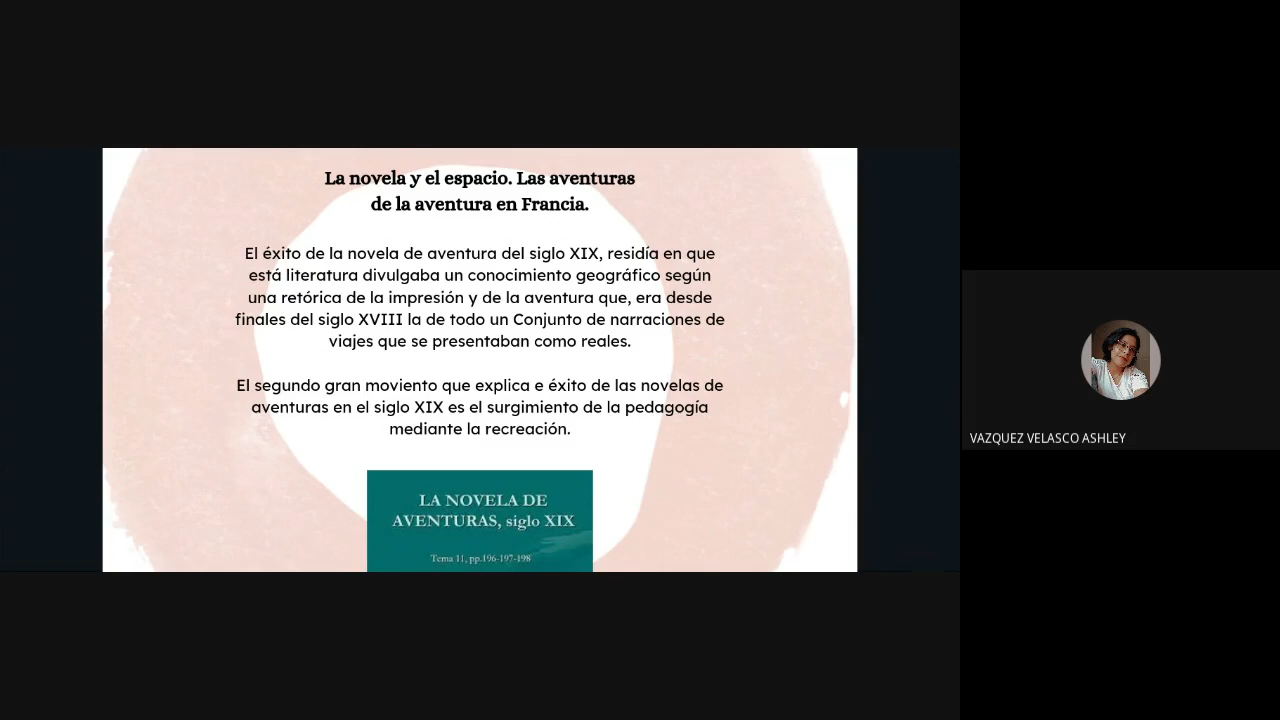 La novela y el espacio. Las aventuras
de la aventura en Francia.
El éxito de la novela de aventura del siglo XIX, residía en que
está literatura divulgaba un conocimiento geográfico según
una retórica de la impresión y de la aventura que, era desde
finales del siglo XVIII la de todo un Conjunto de narraciones de
viajes que se presentaban como reales.
El segundo gran moviento que explica e éxito de las novelas de
aventuras en el siglo XIX es el surgimiento de la pedagogía
mediante la recreación.
LA NOVELA DE
AVENTURAS, siglo XIX
Tema 11, pp.196-197-198
VAZQUEZ VELASCO ASHLEY